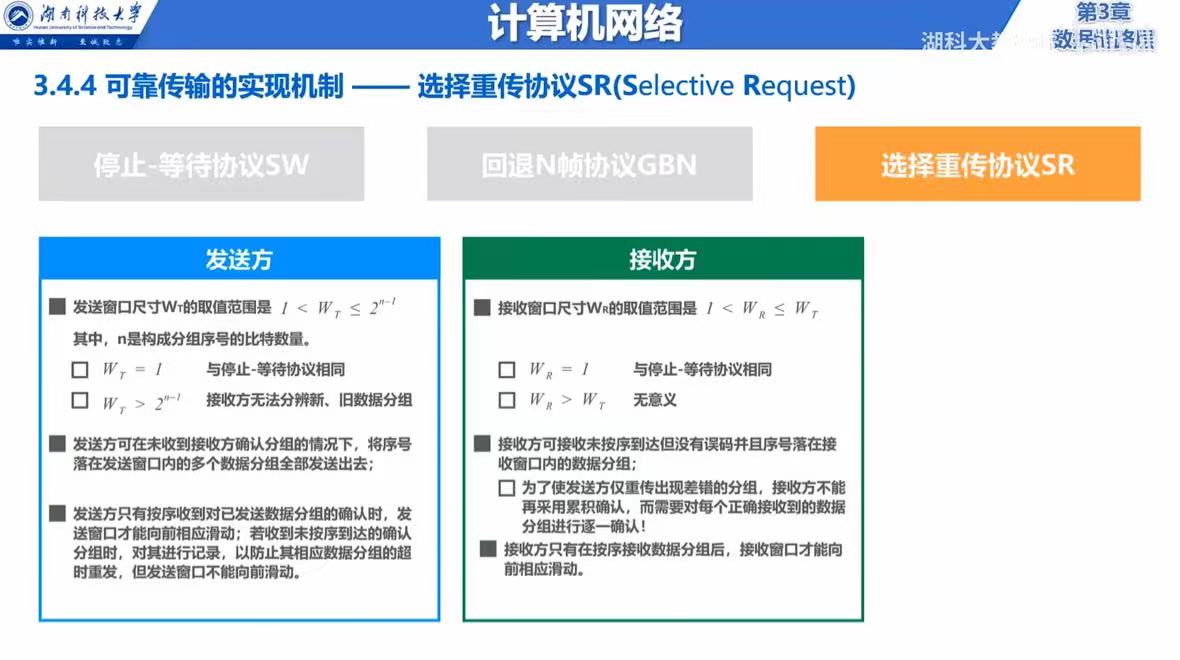 湖南科技大学
Hunan University of Science and Technology
唯实惟新 至诚致志
计算机网络
第3章
数据链路层
湖科大教
3.4.4 可靠传输的实现机制 —— 选择重传协议SR(Selective Request)
停止-等待协议SW
回退N帧协议GBN
选择重传协议SR
发送方
发送窗口尺寸WT的取值范围是 1 < WT ≤ 2^(n-1)
其中，n是构成分组序号的比特数量。
WT = 1 与停止-等待协议相同
WT > 2^(n-1) 接收方无法分辨新、旧数据分组
发送方可在未收到接收方确认分组的情况下，将序号
落在发送窗口内的多个数据分组全部发送出去；
发送方只有按序收到对已发送数据分组的确认时，发
送窗口才能向前相应滑动；若收到未按序到达的确认
分组时，对其进行记录，以防止其相应数据分组的超
时重发，但发送窗口不能向前滑动。
接收方
接收窗口尺寸WR的取值范围是 1 < WR ≤ WT
WR = 1 与停止-等待协议相同
WR > WT 无意义
接收方可接收未按序到达但没有误码并且序号落在接
收窗口内的数据分组；
为了使发送方仅重传出现差错的分组，接收方不能
再采用累积确认，而需要对每个正确接收到的数据
分组进行逐一确认！
接收方只有在按序接收数据分组后，接收窗口才能向
前相应滑动。